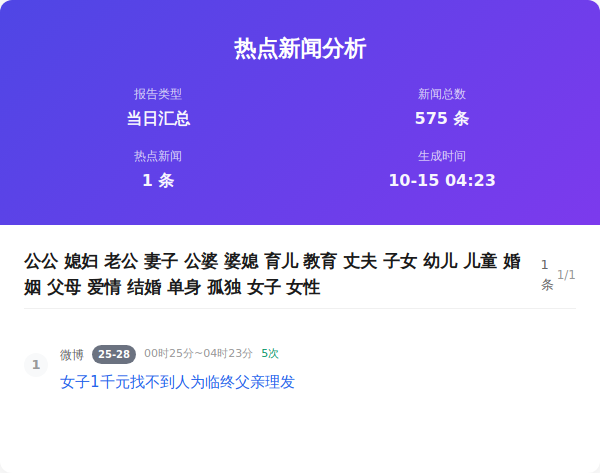 热点新闻分析
报告类型
新闻总数
当日汇总
575 条
热点新闻
生成时间
1 条
10-15 04:23
公公 媳妇 老公 妻子 公婆 婆媳 育儿 教育 丈夫 子女 幼儿 儿童 婚
姻 父母 爱情 结婚 单身 孤独 女子 女性
1
条
1/1
1
微博 25-28 00时25分~04时23分 5次
女子1千元找不到人为临终父亲理发